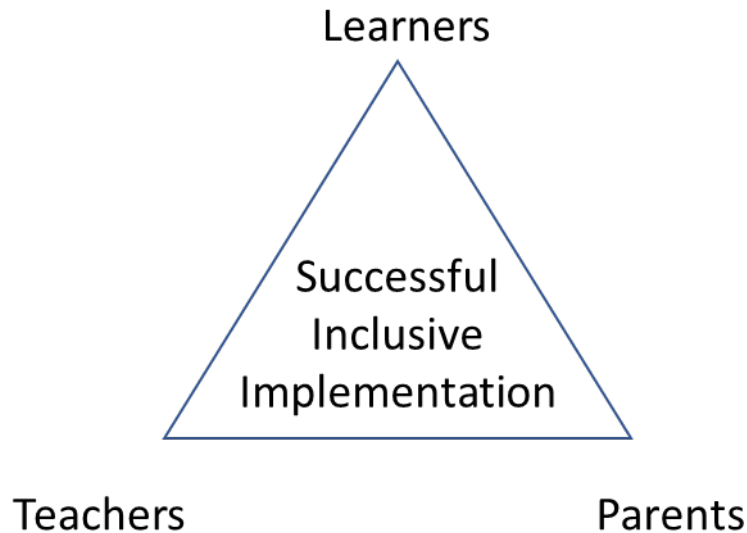 Learners
Successful
Inclusive
Implementation
Teachers
Parents